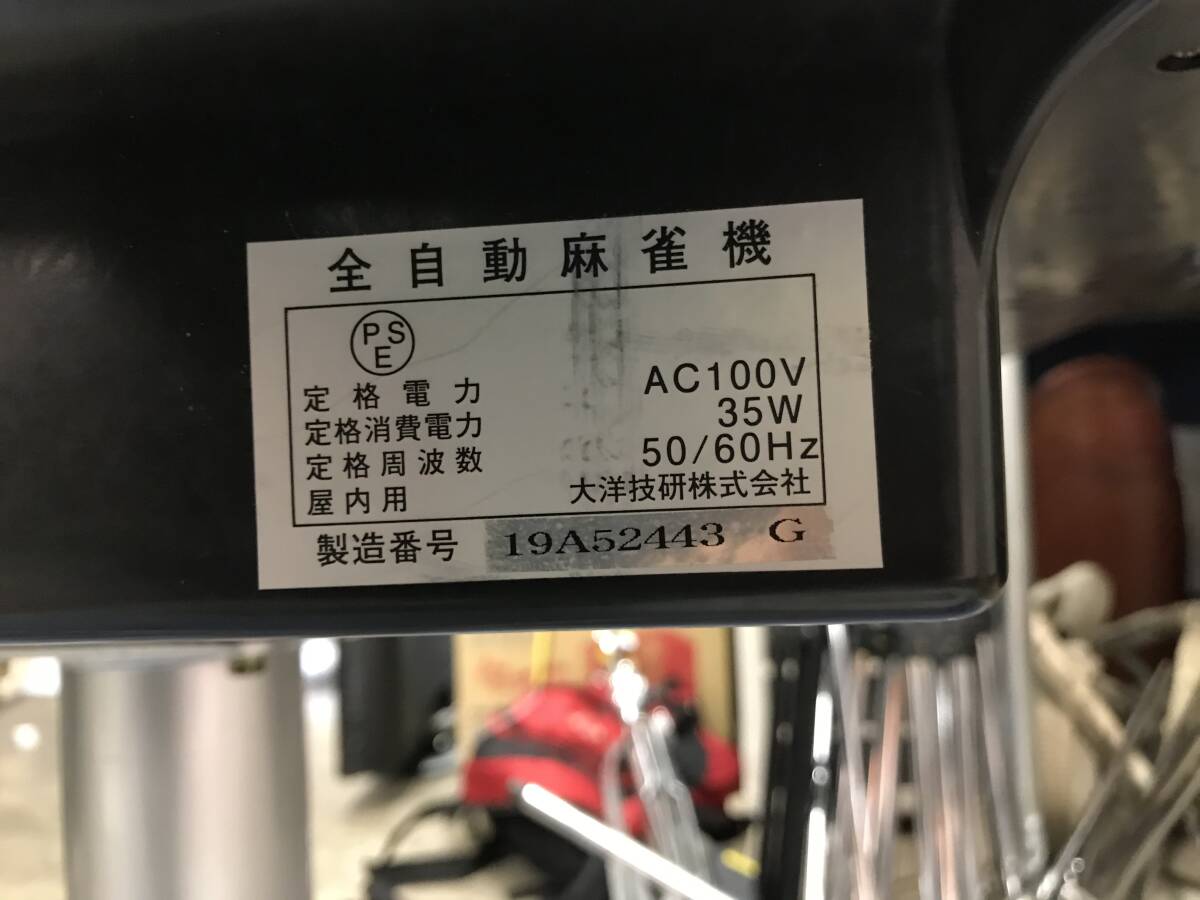 全自動麻雀機
PS
E
定格電力 AC100V
定格消費電力 35W
定格周波数 50/60Hz
屋内用 大洋技研株式会社
製造番号 19A52443 G